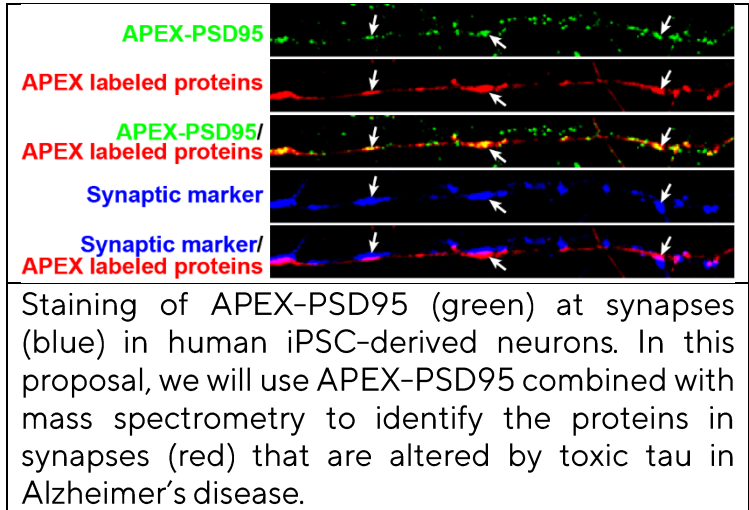 APEX-PSD95
APEX labeled proteins
APEX-PSD95/
APEX labeled proteins
Synaptic marker
Synaptic marker/
APEX labeled proteins
Staining of APEX-PSD95 (green) at synapses
(blue) in human iPSC-derived neurons. In this
proposal, we will use APEX-PSD95 combined with
mass spectrometry to identify the proteins in
synapses (red) that are altered by toxic tau in
Alzheimer’s disease.